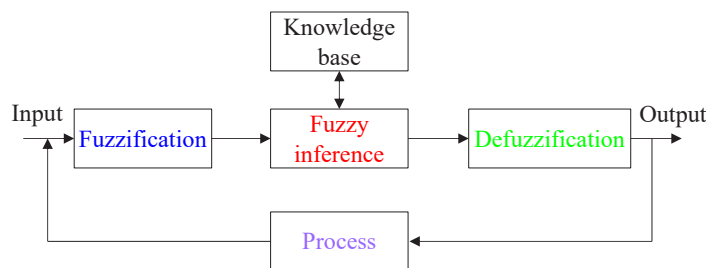 Knowledge
base
Input
Fuzzification
Fuzzy
inference
Defuzzification
Output
Process